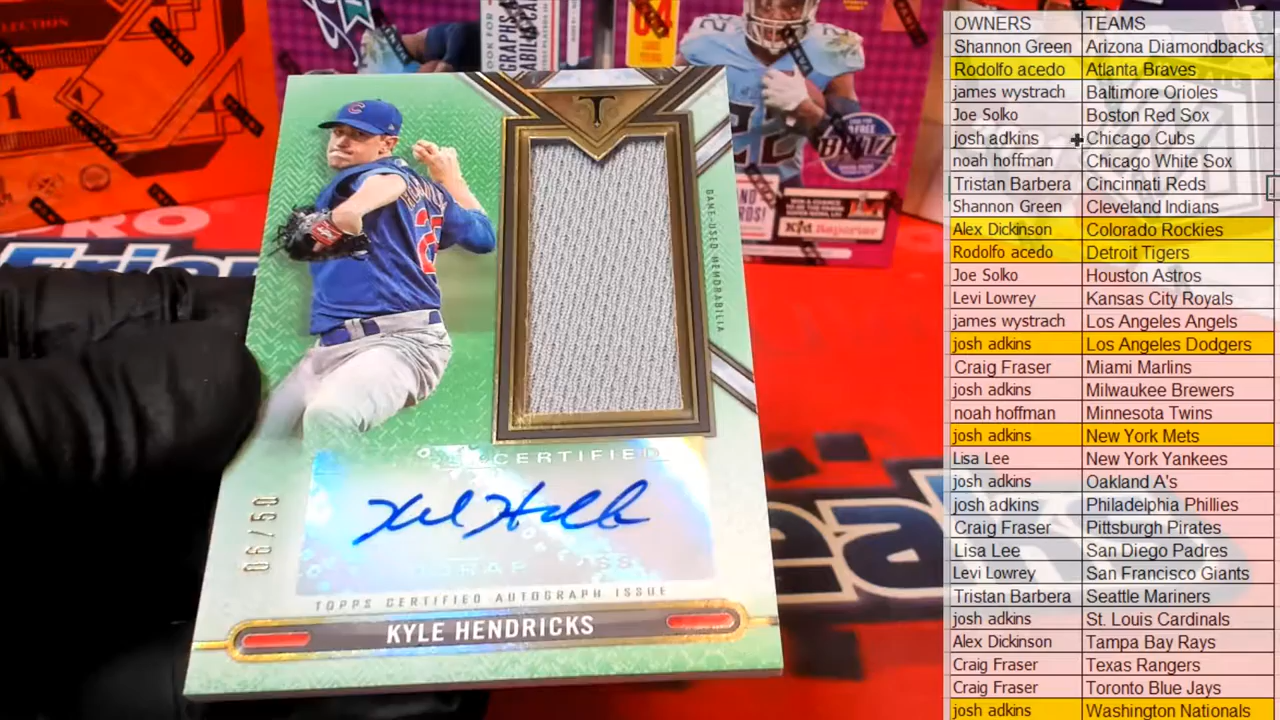 OWNERS TEAMS
Shannon Green Arizona Diamondbacks
Rodolfo acedo Atlanta Braves
james wystrach Baltimore Orioles
Joe Solko Boston Red Sox
josh adkins Chicago Cubs
noah hoffman Chicago White Sox
Tristan Barbera Cincinnati Reds
Shannon Green Cleveland Indians
Alex Dickinson Colorado Rockies
Rodolfo acedo Detroit Tigers
Joe Solko Houston Astros
Levi Lowrey Kansas City Royals
james wystrach Los Angeles Angels
josh adkins Los Angeles Dodgers
Craig Fraser Miami Marlins
josh adkins Milwaukee Brewers
noah hoffman Minnesota Twins
josh adkins New York Mets
Lisa Lee New York Yankees
josh adkins Oakland A's
josh adkins Philadelphia Phillies
Craig Fraser Pittsburgh Pirates
Lisa Lee San Diego Padres
Levi Lowrey San Francisco Giants
Tristan Barbera Seattle Mariners
josh adkins St. Louis Cardinals
Alex Dickinson Tampa Bay Rays
Craig Fraser Texas Rangers
Craig Fraser Toronto Blue Jays
josh adkins Washington Nationals
T
GAME-USED MEMORABILIA
CERTIFIED
06/50
TOPPS CERTIFIED AUTOGRAPH ISSUE
KYLE HENDRICKS
BLITZ
22